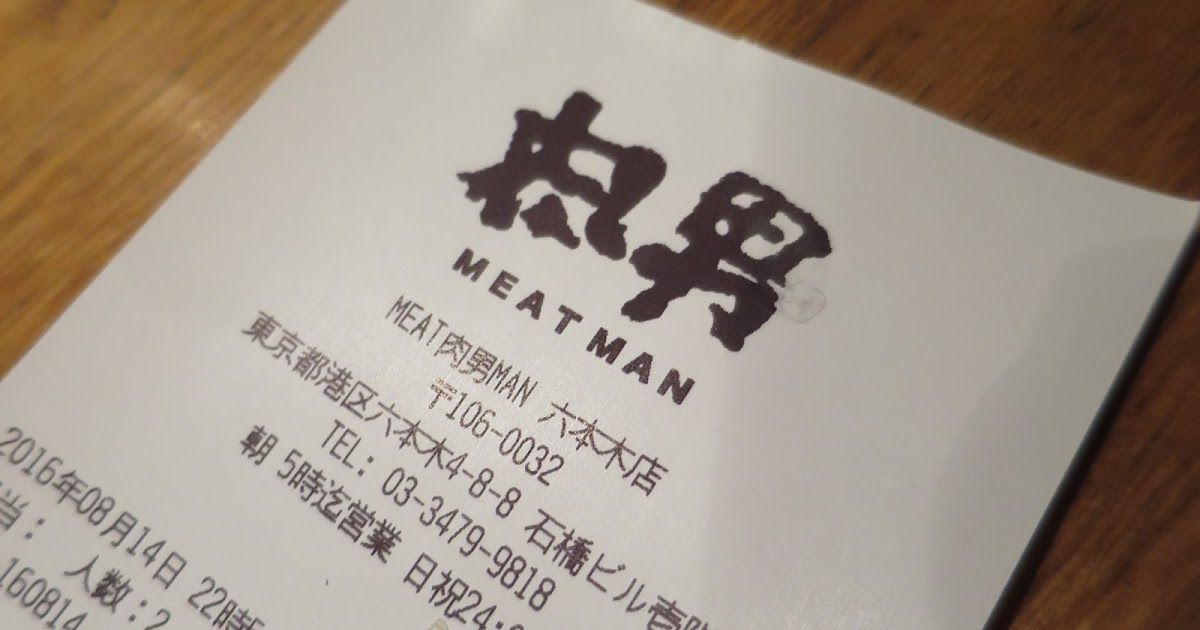 肉男
MEAT MAN
MEAT肉男MAN 六本木店
〒106-0032
東京都港区六本木4-8-8 石橋ビル壱階
TEL: 03-3479-9818
朝 5時迄営業 日祝24:
2016年08月14日 22時
当:
人数:2
160814